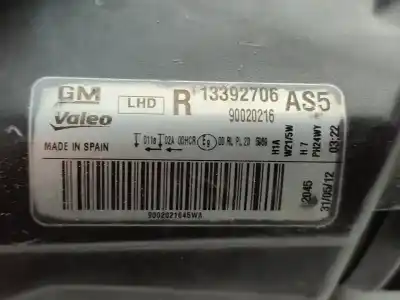 GM
Valeo
LHD
R
13392706
AS5
90020216
MADE IN SPAIN
H1A
W21/5W
H 7
PH24WY
03:22
2045
31/05/12
9002021645WA